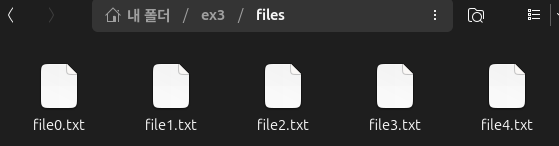 내 폴더 / ex3 / files
file0.txt file1.txt file2.txt file3.txt file4.txt